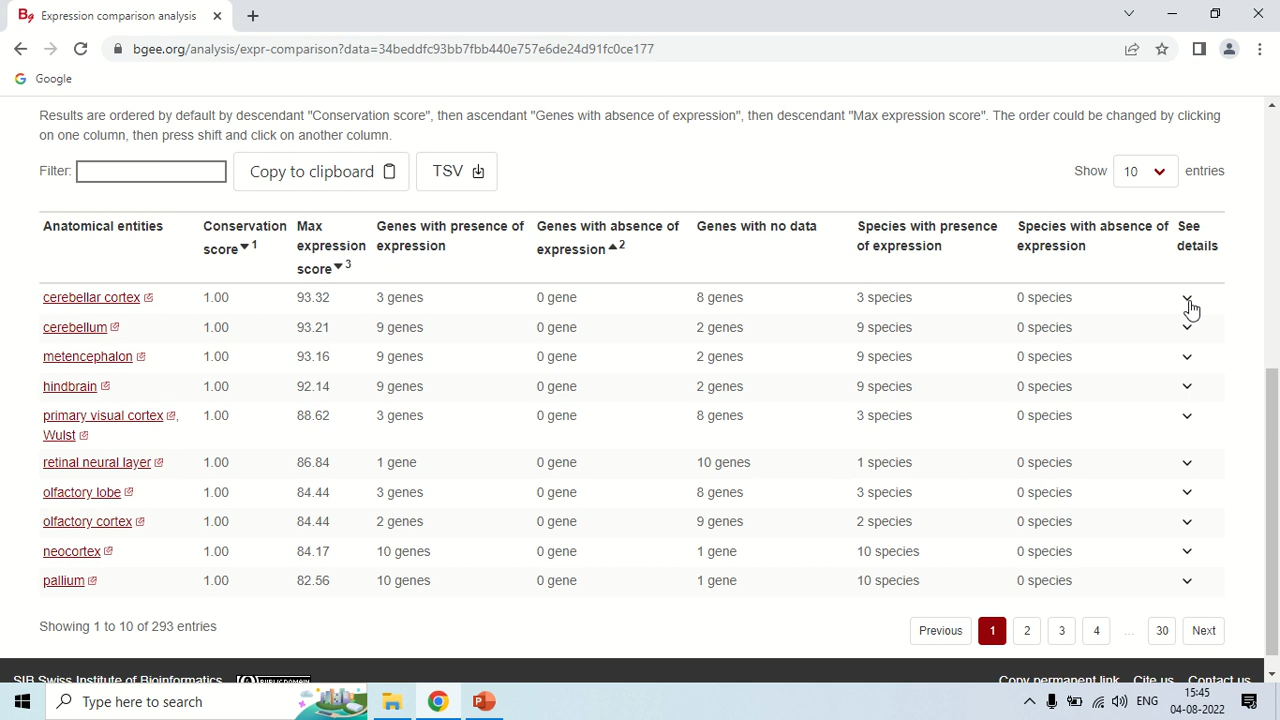 Expression comparison analysis
bgee.org/analysis/expr-comparison?data=34beddfc93bb7fbb440e757e6de24d91fc0ce177
Google
Results are ordered by default by descendant "Conservation score", then ascendant "Genes with absence of expression", then descendant "Max expression score". The order could be changed by clicking
on one column, then press shift and click on another column.
Filter: Copy to clipboard TSV Show 10 entries
Anatomical entities Conservation score 1 Max expression score 3 Genes with presence of expression Genes with absence of expression 2 Genes with no data Species with presence of expression Species with absence of expression See details
cerebellar cortex 1.00 93.32 3 genes 0 gene 8 genes 3 species 0 species
cerebellum 1.00 93.21 9 genes 0 gene 2 genes 9 species 0 species
metencephalon 1.00 93.16 9 genes 0 gene 2 genes 9 species 0 species
hindbrain 1.00 92.14 9 genes 0 gene 2 genes 9 species 0 species
primary visual cortex, 1.00 88.62 3 genes 0 gene 8 genes 3 species 0 species
Wulst
retinal neural layer 1.00 86.84 1 gene 0 gene 10 genes 1 species 0 species
olfactory lobe 1.00 84.44 3 genes 0 gene 8 genes 3 species 0 species
olfactory cortex 1.00 84.44 2 genes 0 gene 9 genes 2 species 0 species
neocortex 1.00 84.17 10 genes 0 gene 1 gene 10 species 0 species
pallium 1.00 82.56 10 genes 0 gene 1 gene 10 species 0 species
Showing 1 to 10 of 293 entries Previous 1 2 3 4 ... 30 Next
SIB Swiss Institute of Bioinformatics Copy permanent link Cite us Contact us
Type here to search ENG 15:45
04-08-2022